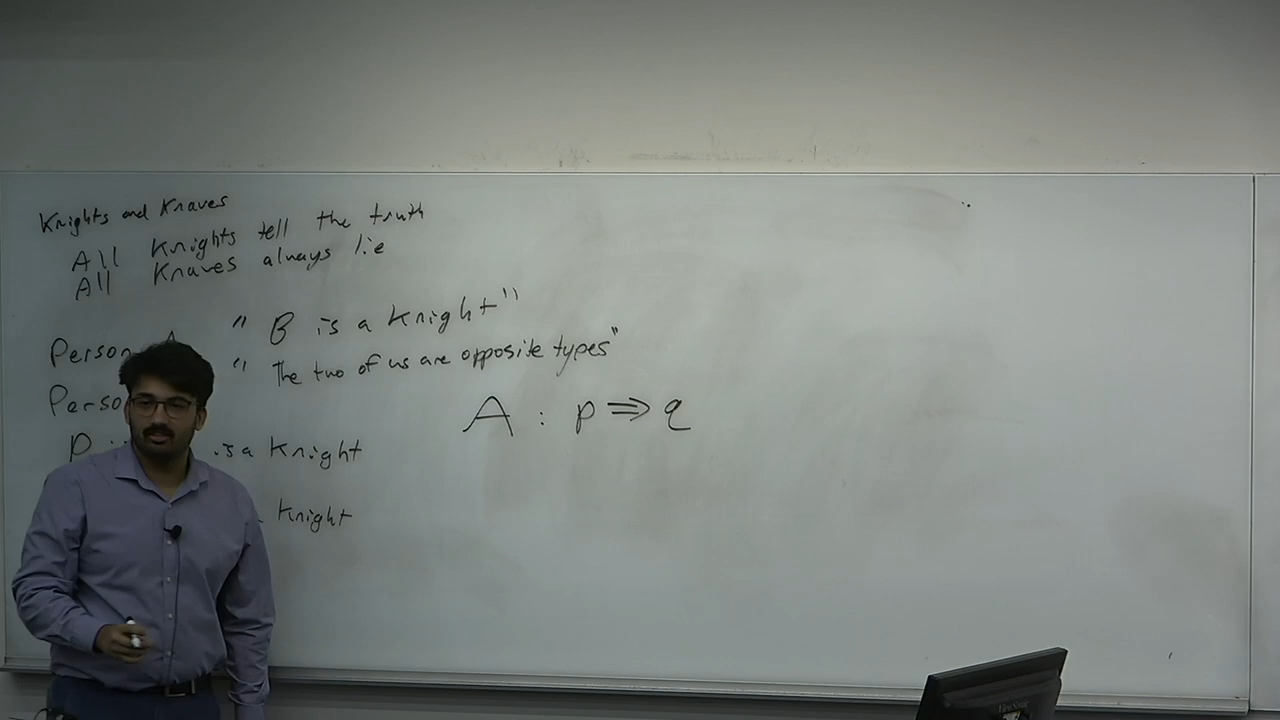 Knights and Knaves
All Knights tell the truth
All Knaves always lie
Person A " B is a Knight"
" The two of us are opposite types"
A : p ⇒ q
is a Knight
Knight